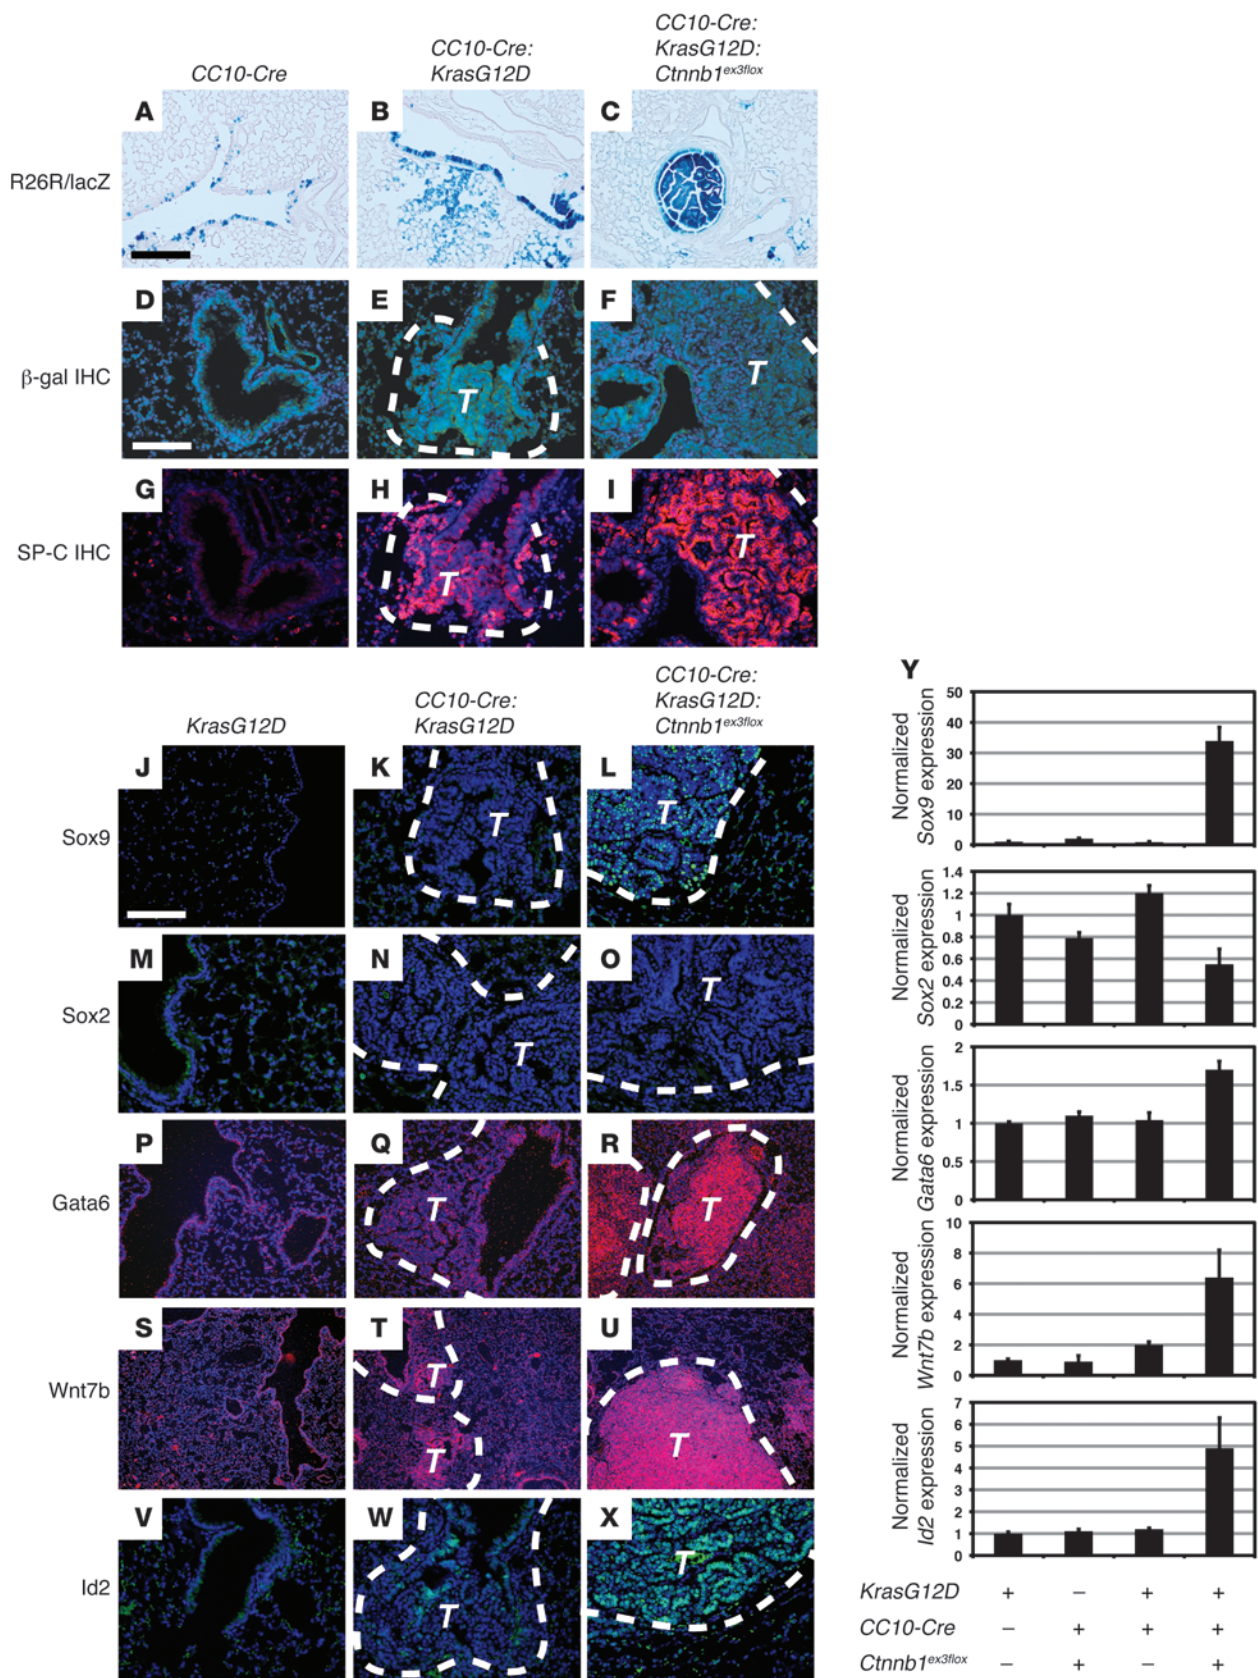 CC10-Cre
CC10-Cre:
KrasG12D
CC10-Cre:
KrasG12D:
Ctnnb1ex3flox
R26R/lacZ
A
B
C
β-gal IHC
D
E
T
F
T
SP-C IHC
G
H
T
I
T
KrasG12D
CC10-Cre:
KrasG12D
CC10-Cre:
KrasG12D:
Ctnnb1ex3flox
Sox9
J
K
T
L
T
Sox2
M
N
T
O
T
Gata6
P
Q
T
R
T
Wnt7b
S
T
T
T
U
T
Id2
V
W
T
X
T
Y
Normalized
Sox9 expression
50
40
30
20
10
0
Normalized
Sox2 expression
1.4
1.2
1
0.8
0.6
0.4
0.2
0
Normalized
Gata6 expression
2
1.5
1
0.5
0
Normalized
Wnt7b expression
10
8
6
4
2
0
Normalized
Id2 expression
7
6
5
4
3
2
1
0
KrasG12D + − + +
CC10-Cre − + + +
Ctnnb1ex3flox − + − +